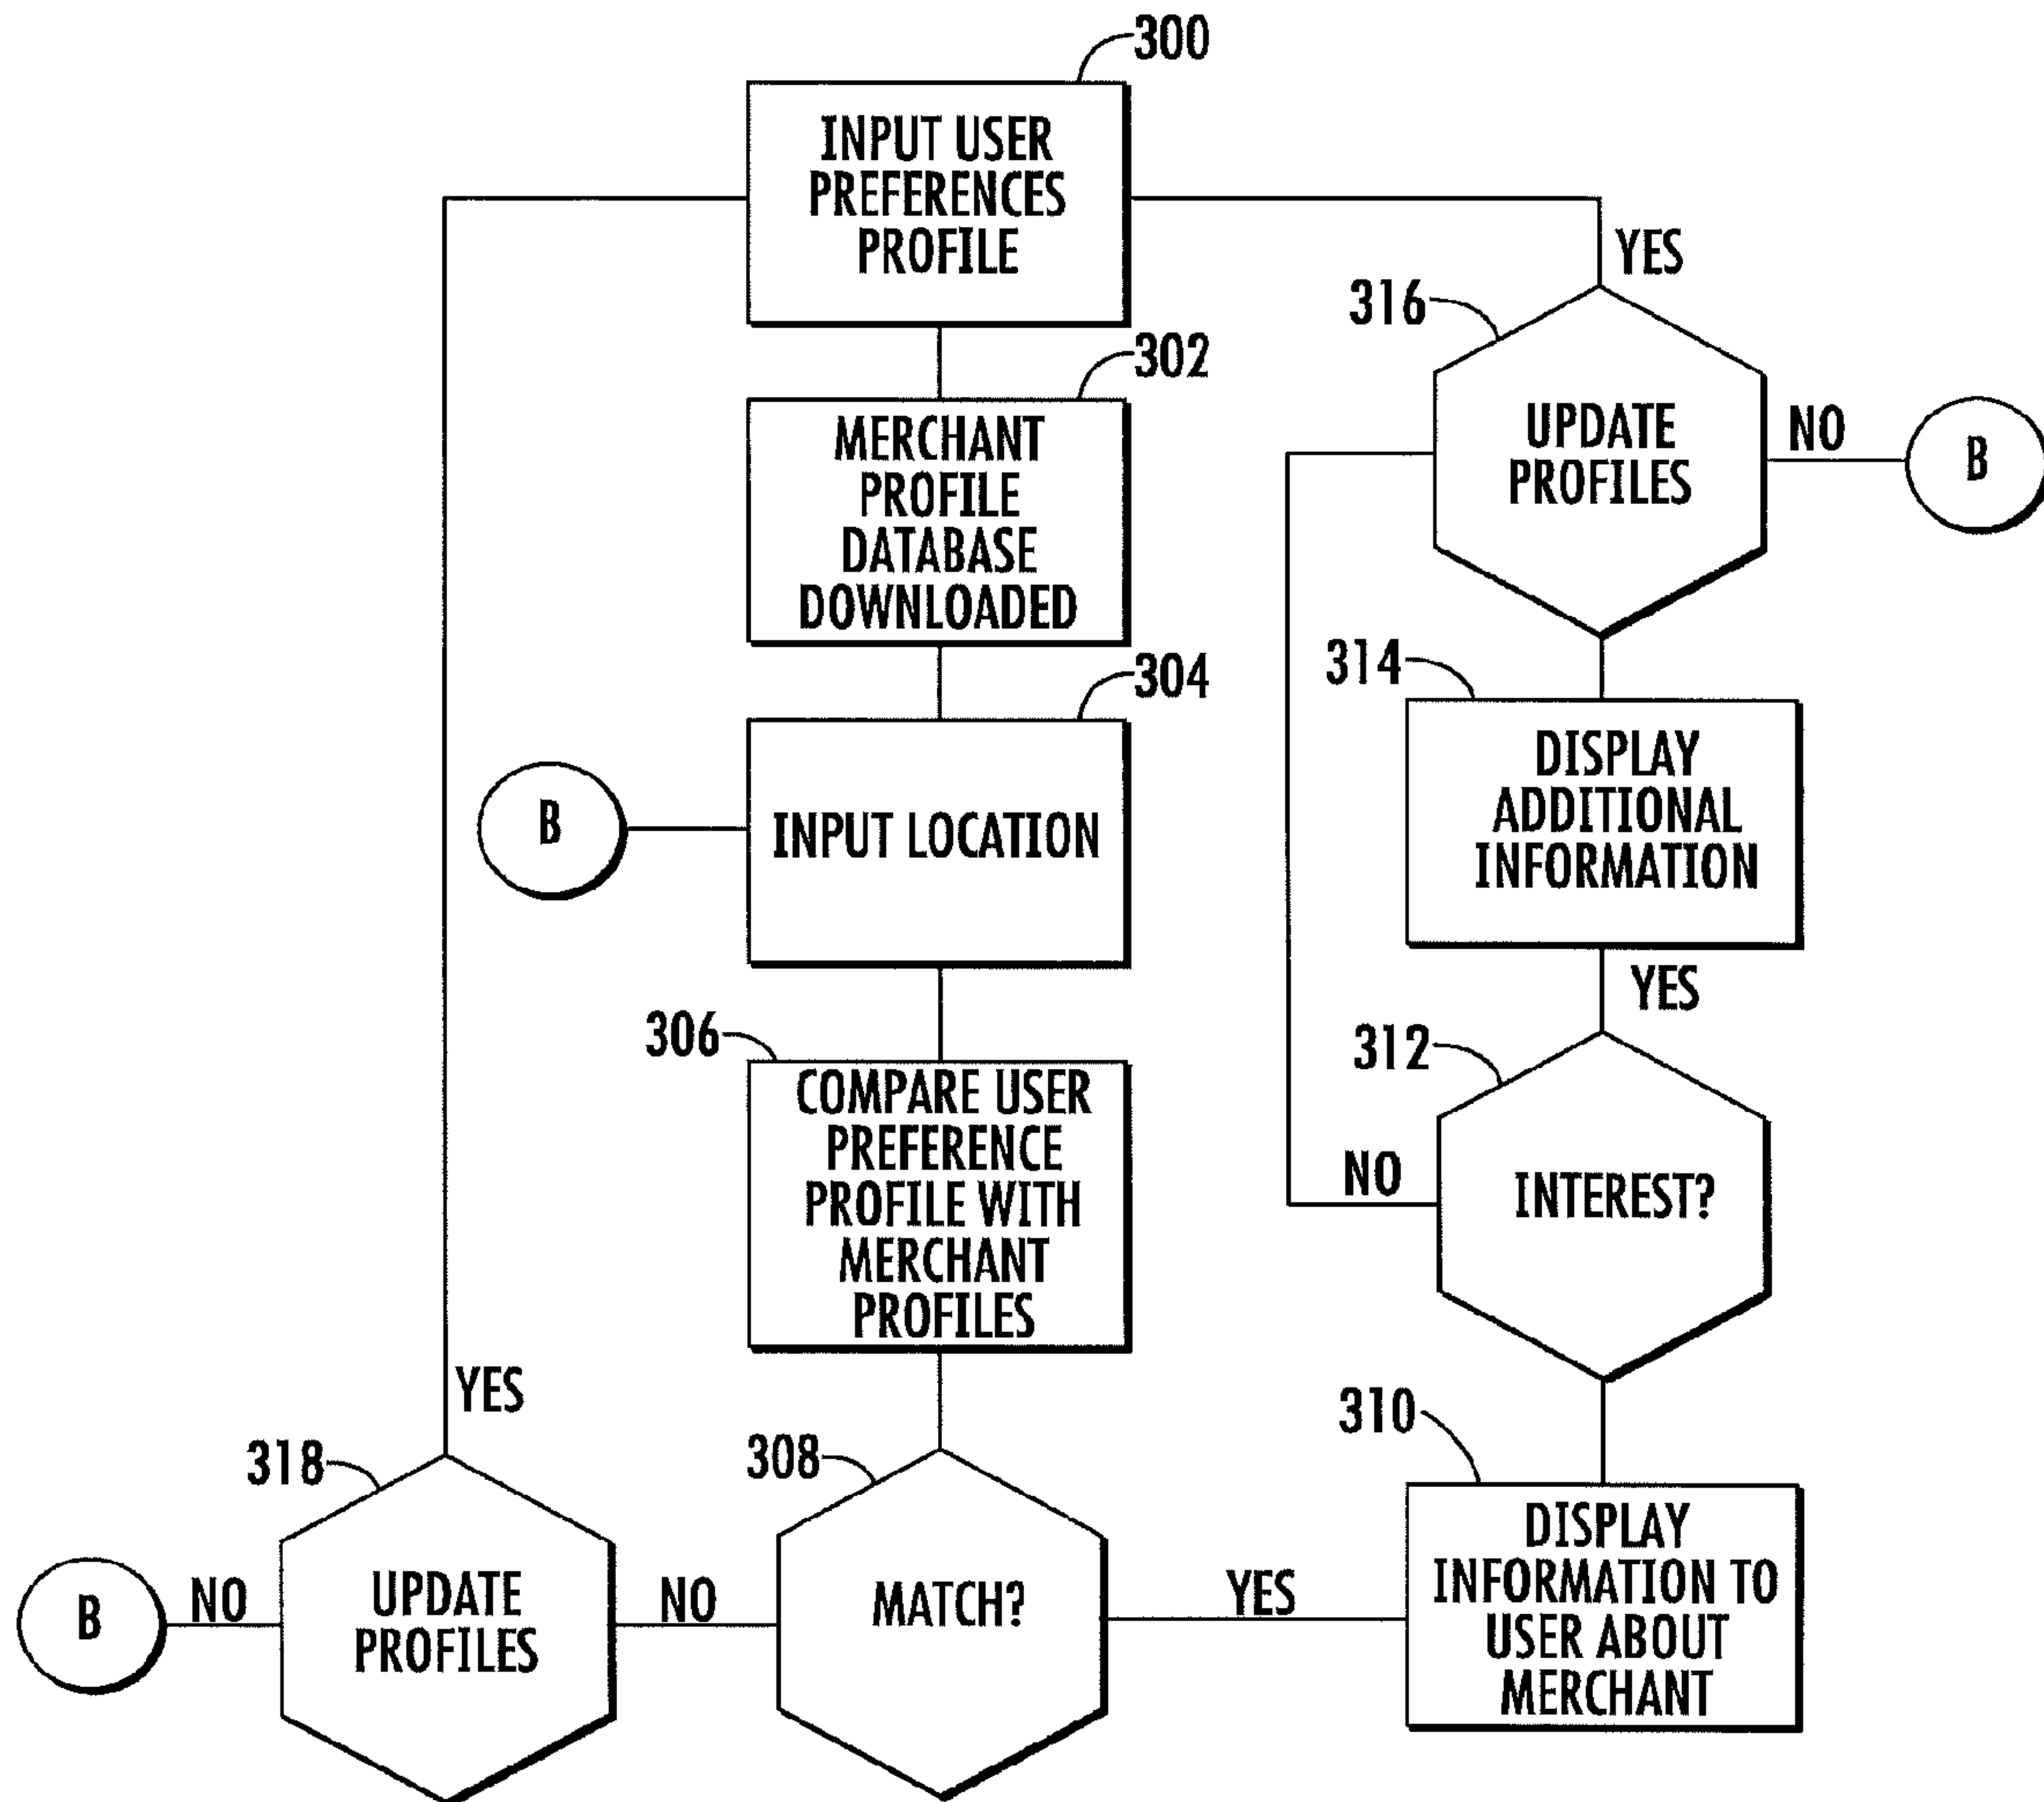 300
INPUT USER
PREFERENCES
PROFILE
YES
316
302
MERCHANT
PROFILE
DATABASE
DOWNLOADED
UPDATE
PROFILES
NO
B
314
304
DISPLAY
ADDITIONAL
INFORMATION
B
INPUT LOCATION
YES
306
312
COMPARE USER
PREFERENCE
PROFILE WITH
MERCHANT
PROFILES
NO
INTEREST?
YES
310
318
308
DISPLAY
INFORMATION TO
USER ABOUT
MERCHANT
B
NO
UPDATE
PROFILES
NO
MATCH?
YES